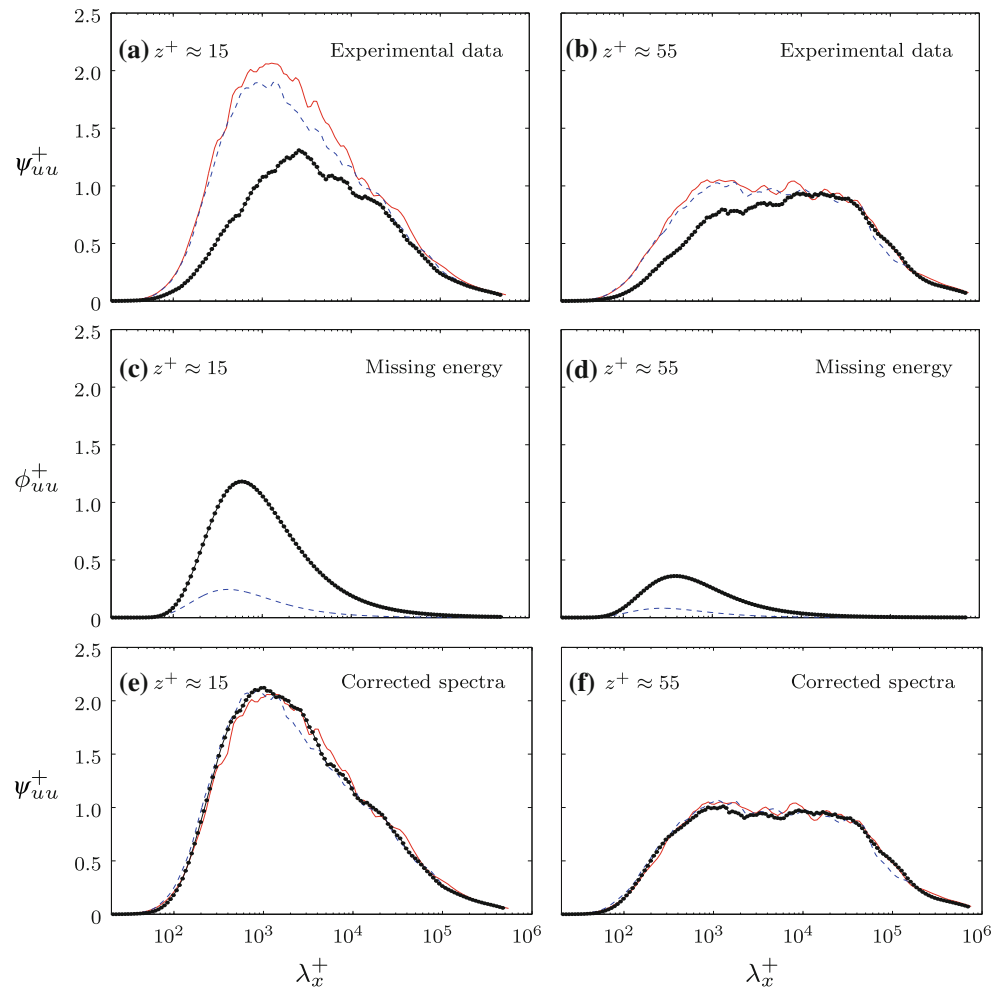 (a) z⁺ ≈ 15 Experimental data
(b) z⁺ ≈ 55 Experimental data
2.5
2.0
1.5
1.0
0.5
0
ψ⁺ᵤᵤ
(c) z⁺ ≈ 15 Missing energy
(d) z⁺ ≈ 55 Missing energy
2.5
2.0
1.5
1.0
0.5
0
ϕ⁺ᵤᵤ
(e) z⁺ ≈ 15 Corrected spectra
(f) z⁺ ≈ 55 Corrected spectra
2.5
2.0
1.5
1.0
0.5
0
ψ⁺ᵤᵤ
10² 10³ 10⁴ 10⁵ 10⁶
10² 10³ 10⁴ 10⁵ 10⁶
λ⁺ₓ
λ⁺ₓ